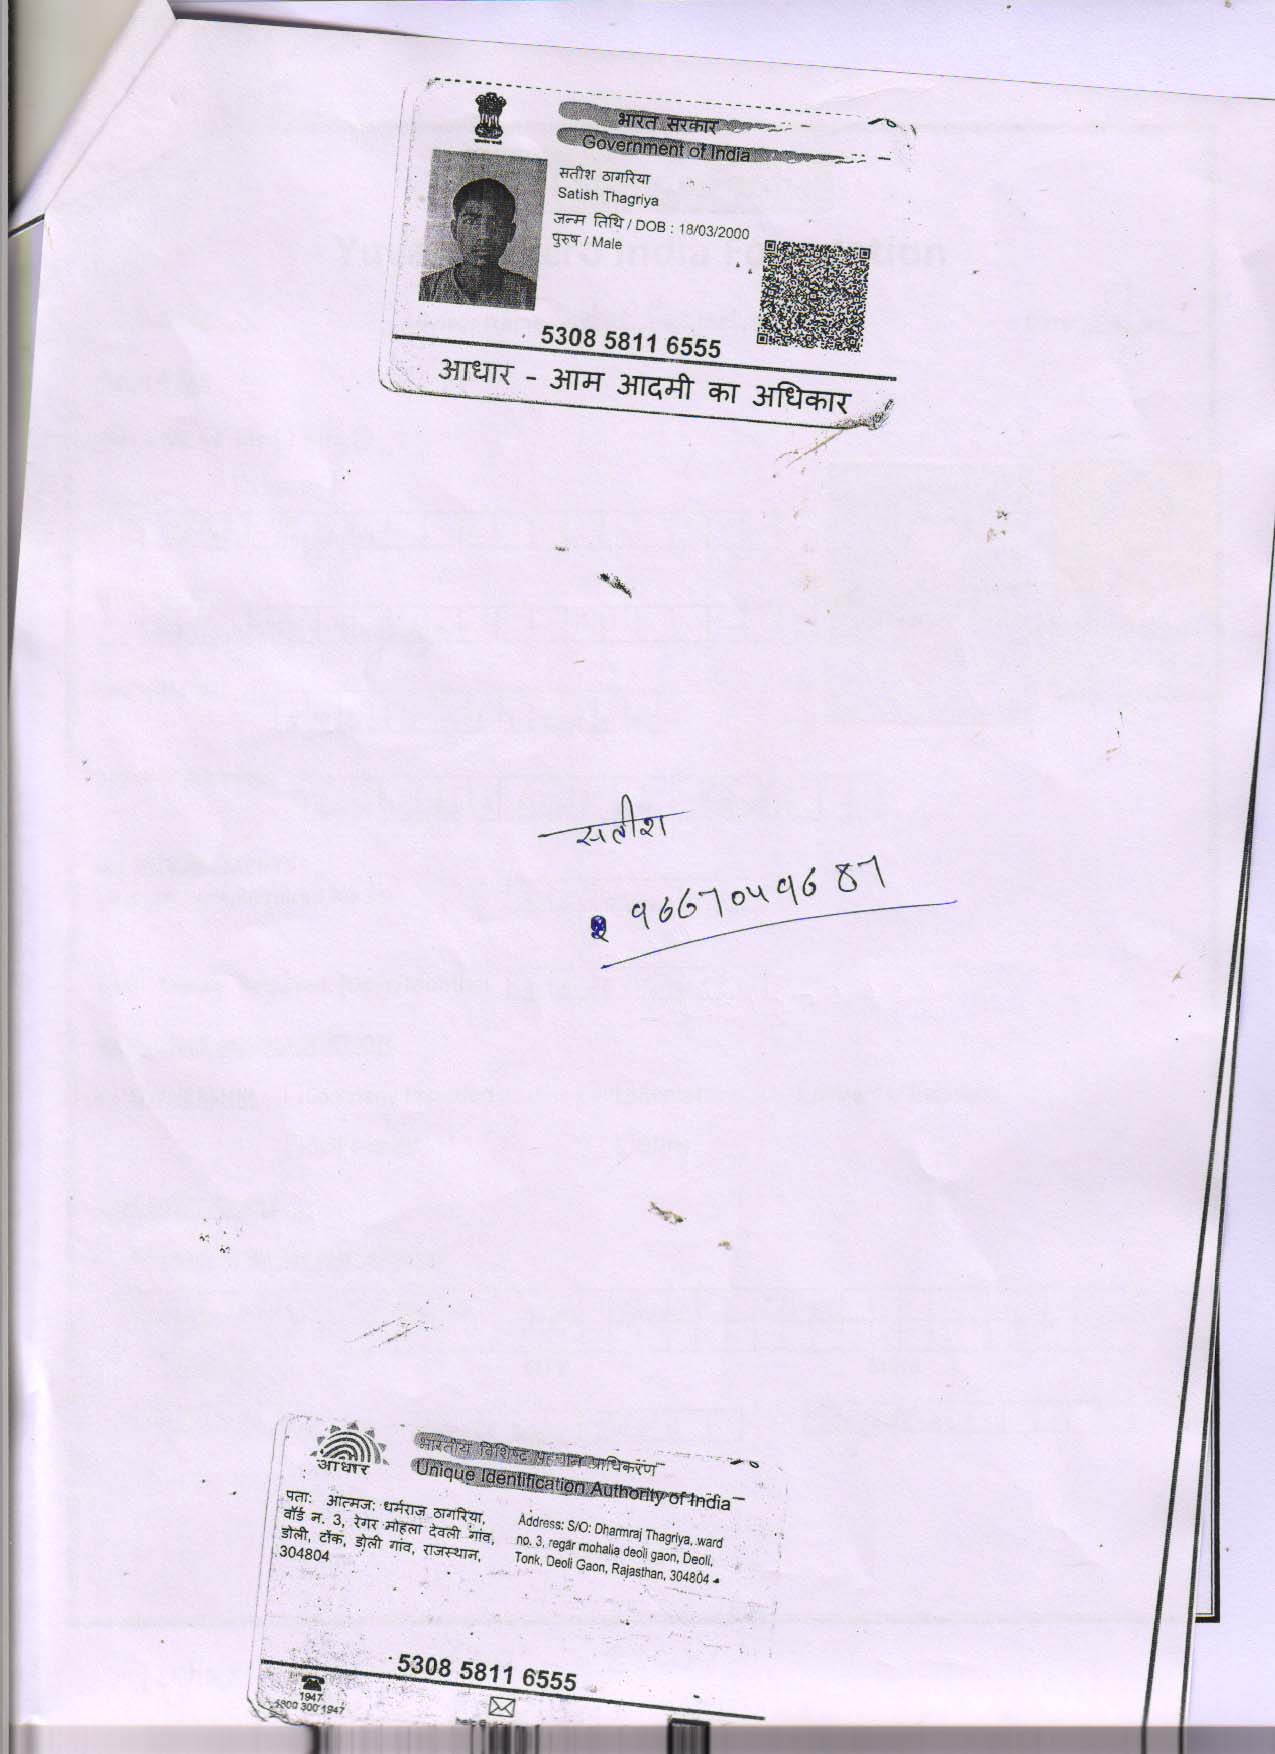 भारत सरकार
Government of India
सतीश ठागरिया
Satish Thagriya
जन्म तिथि / DOB : 18/03/2000
पुरुष / Male
5308 5811 6555
आधार - आम आदमी का अधिकार
सतीश
9667049687
भारतीय विशिष्ट पहचान प्राधिकरण
Unique Identification Authority of India
आधार
पता: आत्मज: धर्मराज ठागरिया,
वॉर्ड न. 3, रेगर मोहला देवली गांव,
डोली, टोंक, डोली गांव, राजस्थान,
304804
Address: S/O: Dharmraj Thagriya, ward
no. 3, regar mohalla deoli gaon, Deoli,
Tonk, Deoli Gaon, Rajasthan, 304804
5308 5811 6555
1947
1800 300 1947